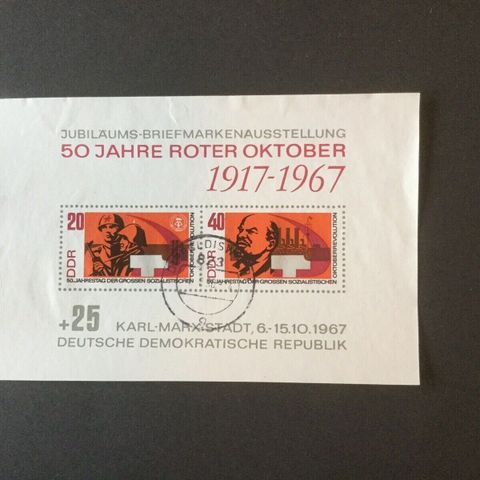 JUBILÄUMS-BRIEFMARKENAUSSTELLUNG
50 JAHRE ROTER OKTOBER
1917-1967
20
DDR
50. JAHRESTAG DER GROSSEN SOZIALISTISCHEN
OKTOBERREVOLUTION
40
DDR
50. JAHRESTAG DER GROSSEN SOZIALISTISCHEN
OKTOBERREVOLUTION
+25
KARL-MARX-STADT, 6.-15.10.1967
DEUTSCHE DEMOKRATISCHE REPUBLIK